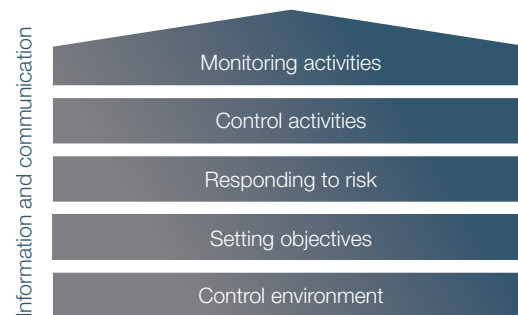 Information and communication
Monitoring activities
Control activities
Responding to risk
Setting objectives
Control environment